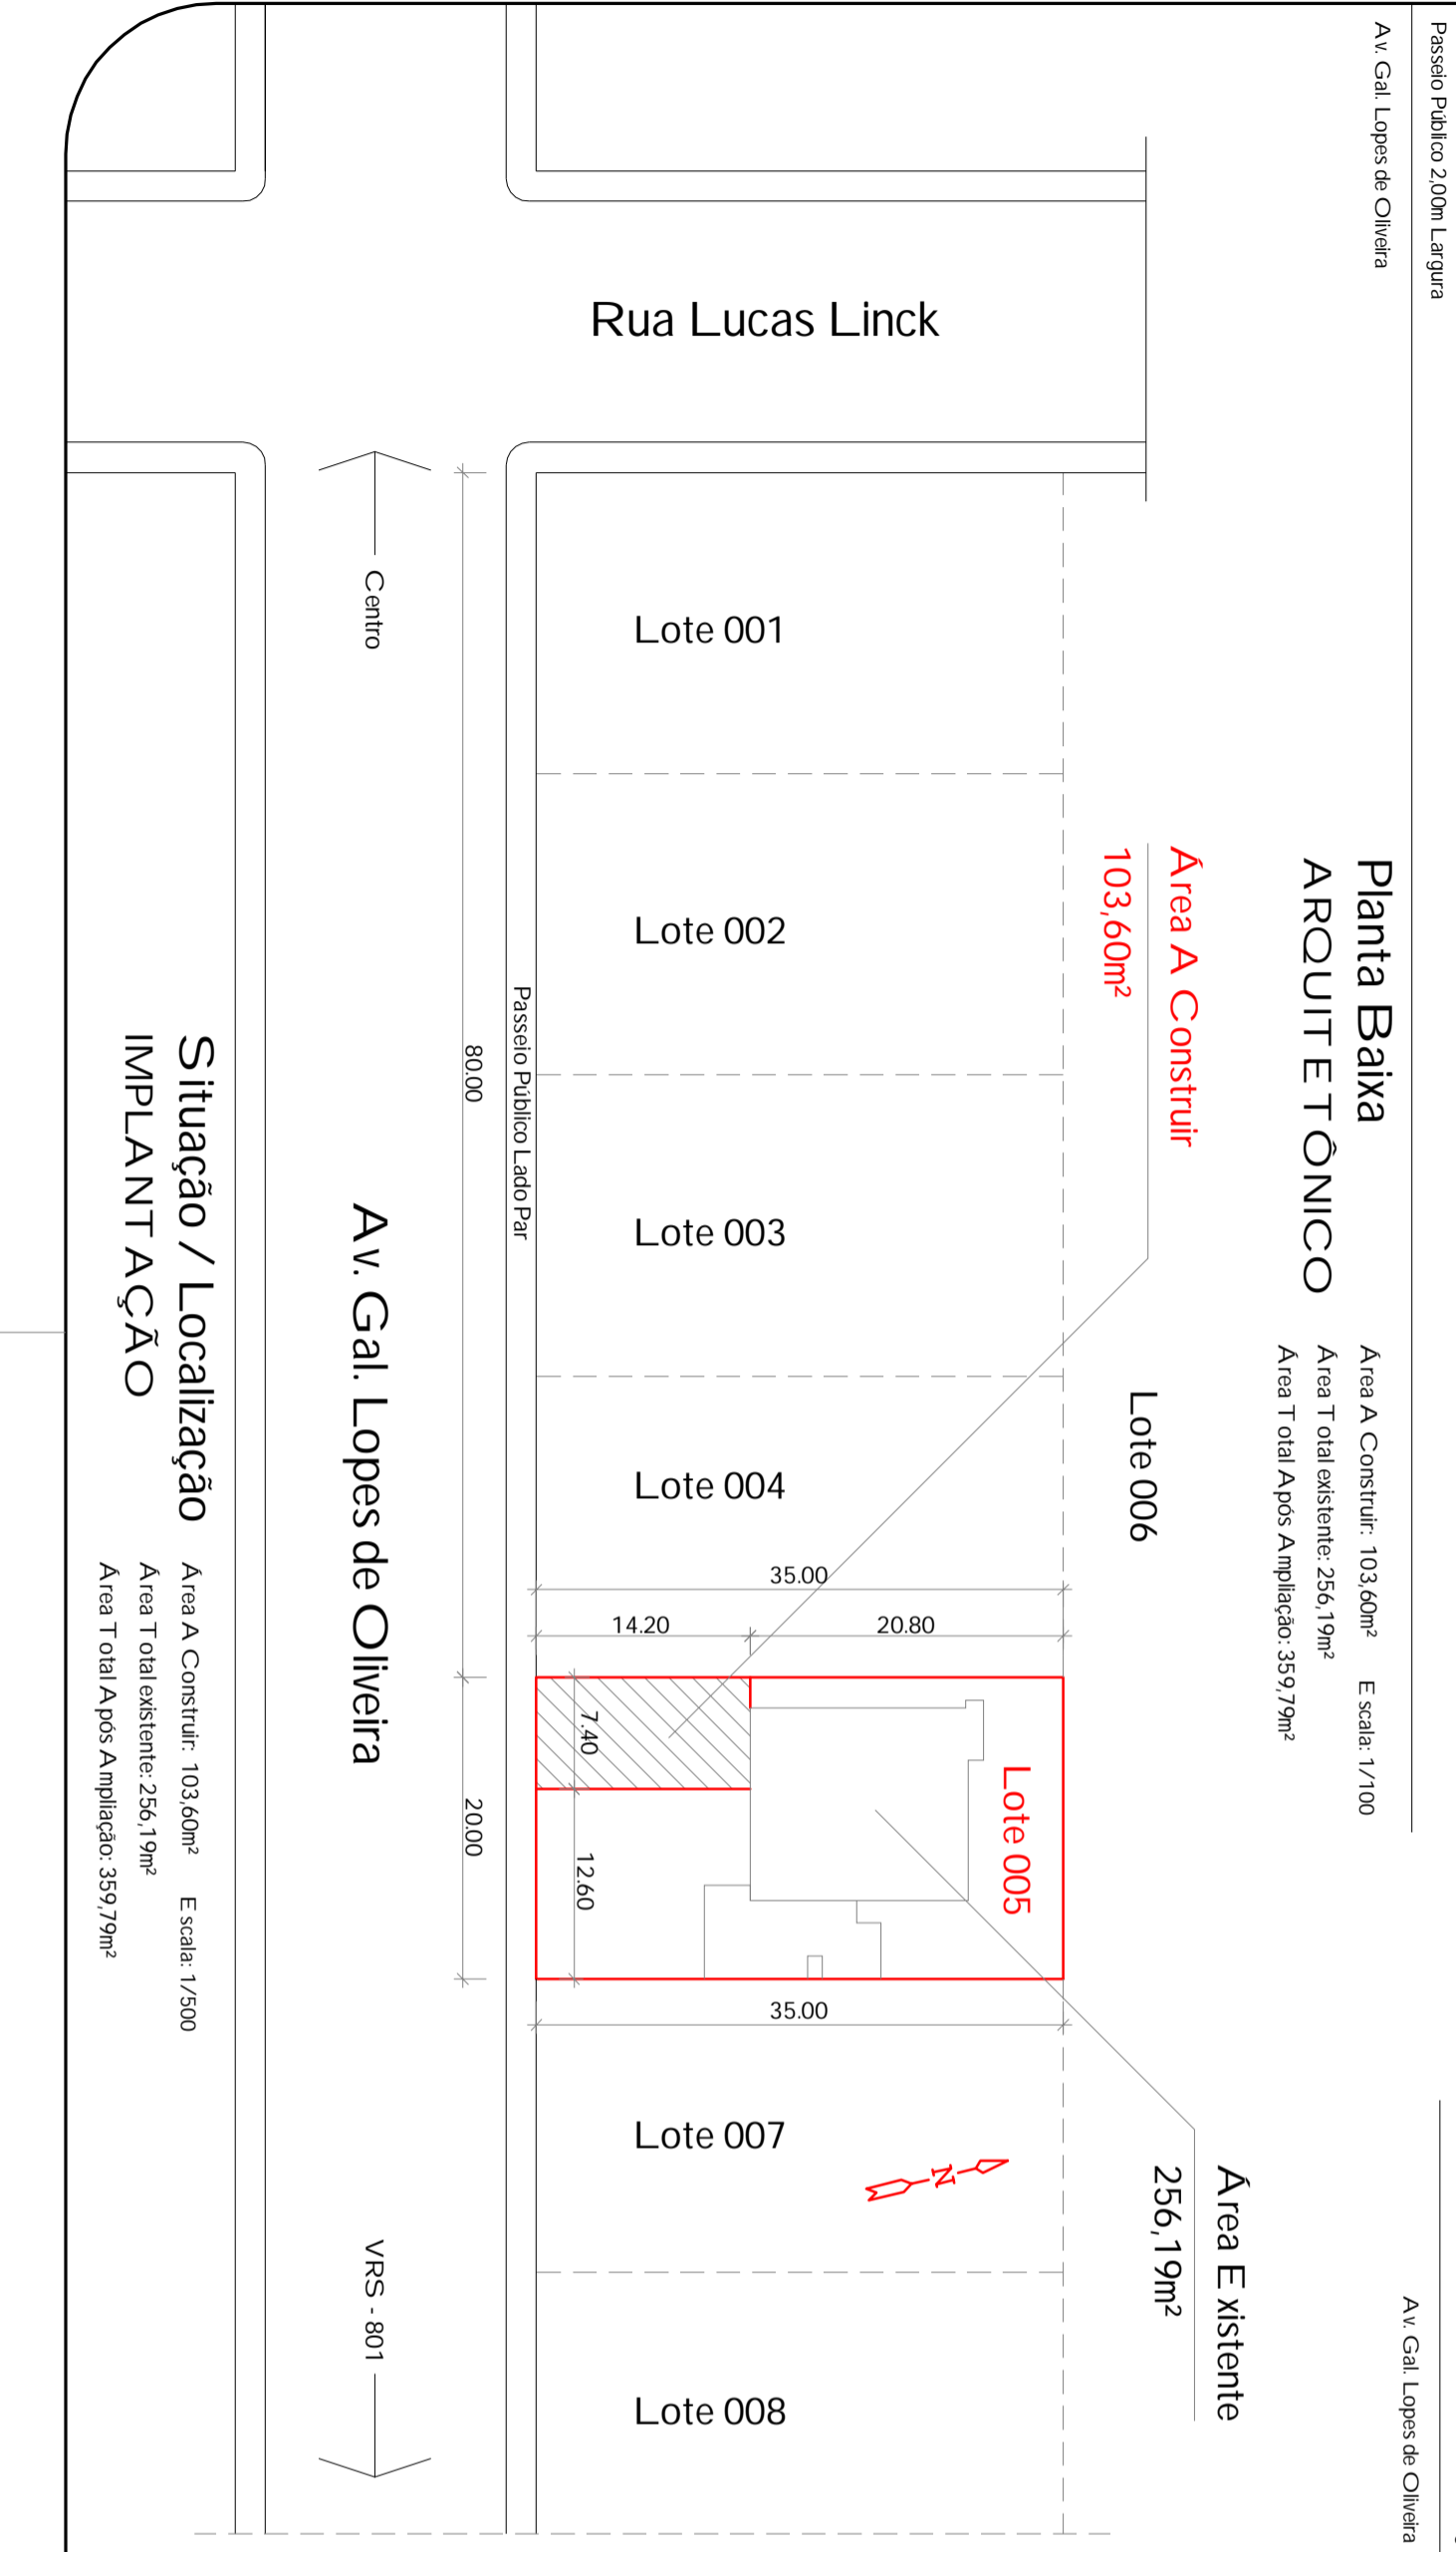 Passeio Público 2,00m Largura
Av. Gal. Lopes de Oliveira
Planta Baixa
ARQUITETÔNICO
Área A Construir: 103,60m² Escala: 1/100
Área Total existente: 256,19m²
Área Total Após Ampliação: 359,79m²
Av. Gal. Lopes de Oliveira
Área A Construir
103,60m²
Lote 006
Área Existente
256,19m²
Rua Lucas Linck
Lote 001
Lote 002
Lote 003
Lote 004
35.00
14.20
20.80
Lote 005
7.40
12.60
35.00
Lote 007
N
Lote 008
Passeio Público Lado Par
80.00
20.00
Centro
Av. Gal. Lopes de Oliveira
VRS - 801
Situação / Localização
IMPLANTAÇÃO
Área A Construir: 103,60m² Escala: 1/500
Área Total existente: 256,19m²
Área Total Após Ampliação: 359,79m²